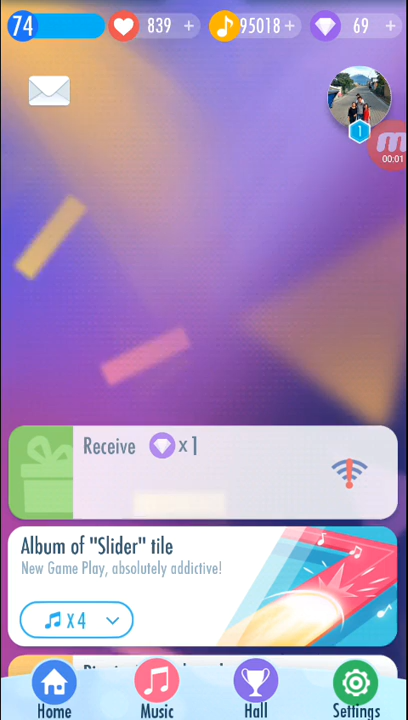 74 839 + 95018 + 69 +
1
00:01
Receive x1
Album of "Slider" tile
New Game Play, absolutely addictive!
x4
Home Music Hall Settings